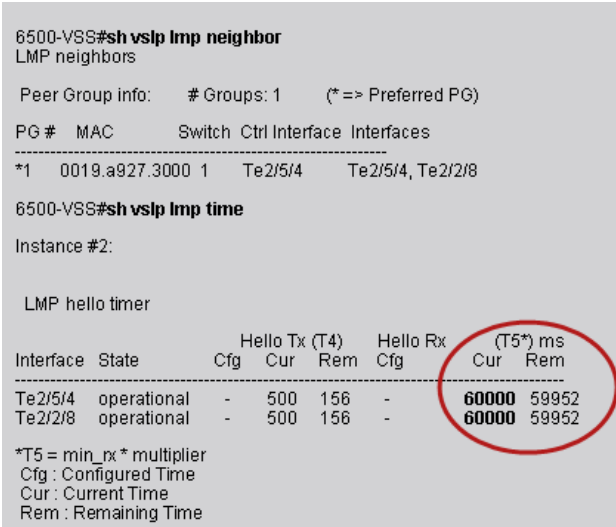 6500-VSS#sh vslp lmp neighbor
LMP neighbors
Peer Group info: # Groups: 1 (* => Preferred PG)
PG # MAC Switch Ctrl Interface Interfaces
---------------------------------------------------------------
*1 0019.a927.3000 1 Te2/5/4 Te2/5/4, Te2/2/8
6500-VSS#sh vslp lmp time
Instance #2:
LMP hello timer
Hello Tx (T4) Hello Rx (T5*) ms
Interface State Cfg Cur Rem Cfg Cur Rem
---------------------------------------------------------------
Te2/5/4 operational - 500 156 - 60000 59952
Te2/2/8 operational - 500 156 - 60000 59952
*T5 = min_rx * multiplier
Cfg : Configured Time
Cur : Current Time
Rem : Remaining Time